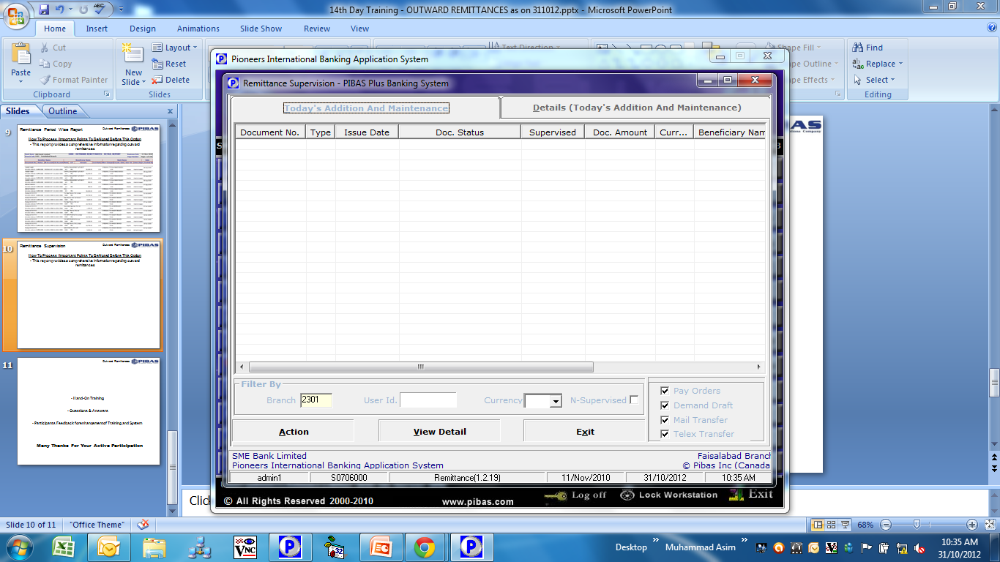 14th Day Training - OUTWARD REMITTANCES as on 311012.pptx - Microsoft PowerPoint
Home Insert Design Animations Slide Show Review View
Paste
Cut
Copy
Format Painter
Clipboard
New Slide
Layout
Reset
Delete
Slides
Text Direction
Shape Fill
Shape Outline
Shape Effects
Find
Replace
Select
Editing
Slides Outline x
9
Remittance Period Wise Report
Outward Remittances PIBAS
How To Process /Important Points To Be Noted Before This Option
- This report provides a comprehensive information regarding outward
remittances
10
Remittance Supervision
Outward Remittances PIBAS
How To Process /Important Points To Be Noted Before This Option
- This report provides a comprehensive information regarding outward
remittances
11
Outward Remittances PIBAS
- Hand-On Training
- Questions & Answers
- Participants Feedback for enhancement of Training and System
Many Thanks For Your Active Participation
Pioneers International Banking Application System
Remittance Supervision - PIBAS Plus Banking System
Today's Addition And Maintenance Details (Today's Addition And Maintenance)
Document No. Type Issue Date Doc. Status Supervised Doc. Amount Curr... Beneficiary Nam
Filter By
Branch 2301 User Id. Currency N-Supervised
Pay Orders
Demand Draft
Mail Transfer
Telex Transfer
Action View Detail Exit
SME Bank Limited Faisalabad Branch
Pioneers International Banking Application System © Pibas Inc (Canada
admin1 S0706000 Remittance(1.2.19) 11/Nov/2010 31/10/2012 10:35 AM
© All Rights Reserved 2000-2010 www.pibas.com Log off Lock Workstation Exit
Clic
Slide 10 of 11 "Office Theme" 68%
Desktop » Muhammad Asim » 10:35 AM
31/10/2012